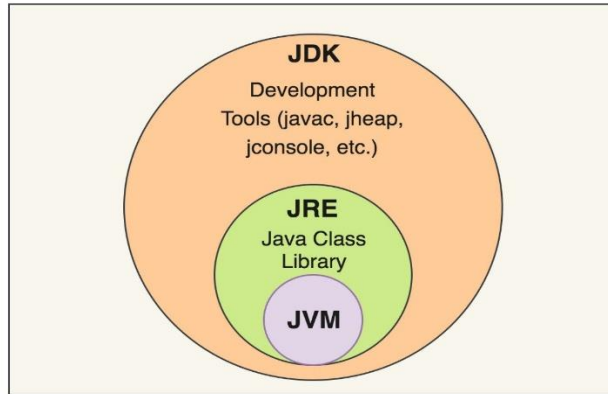 JDK
Development
Tools (javac, jheap,
jconsole, etc.)
JRE
Java Class
Library
JVM